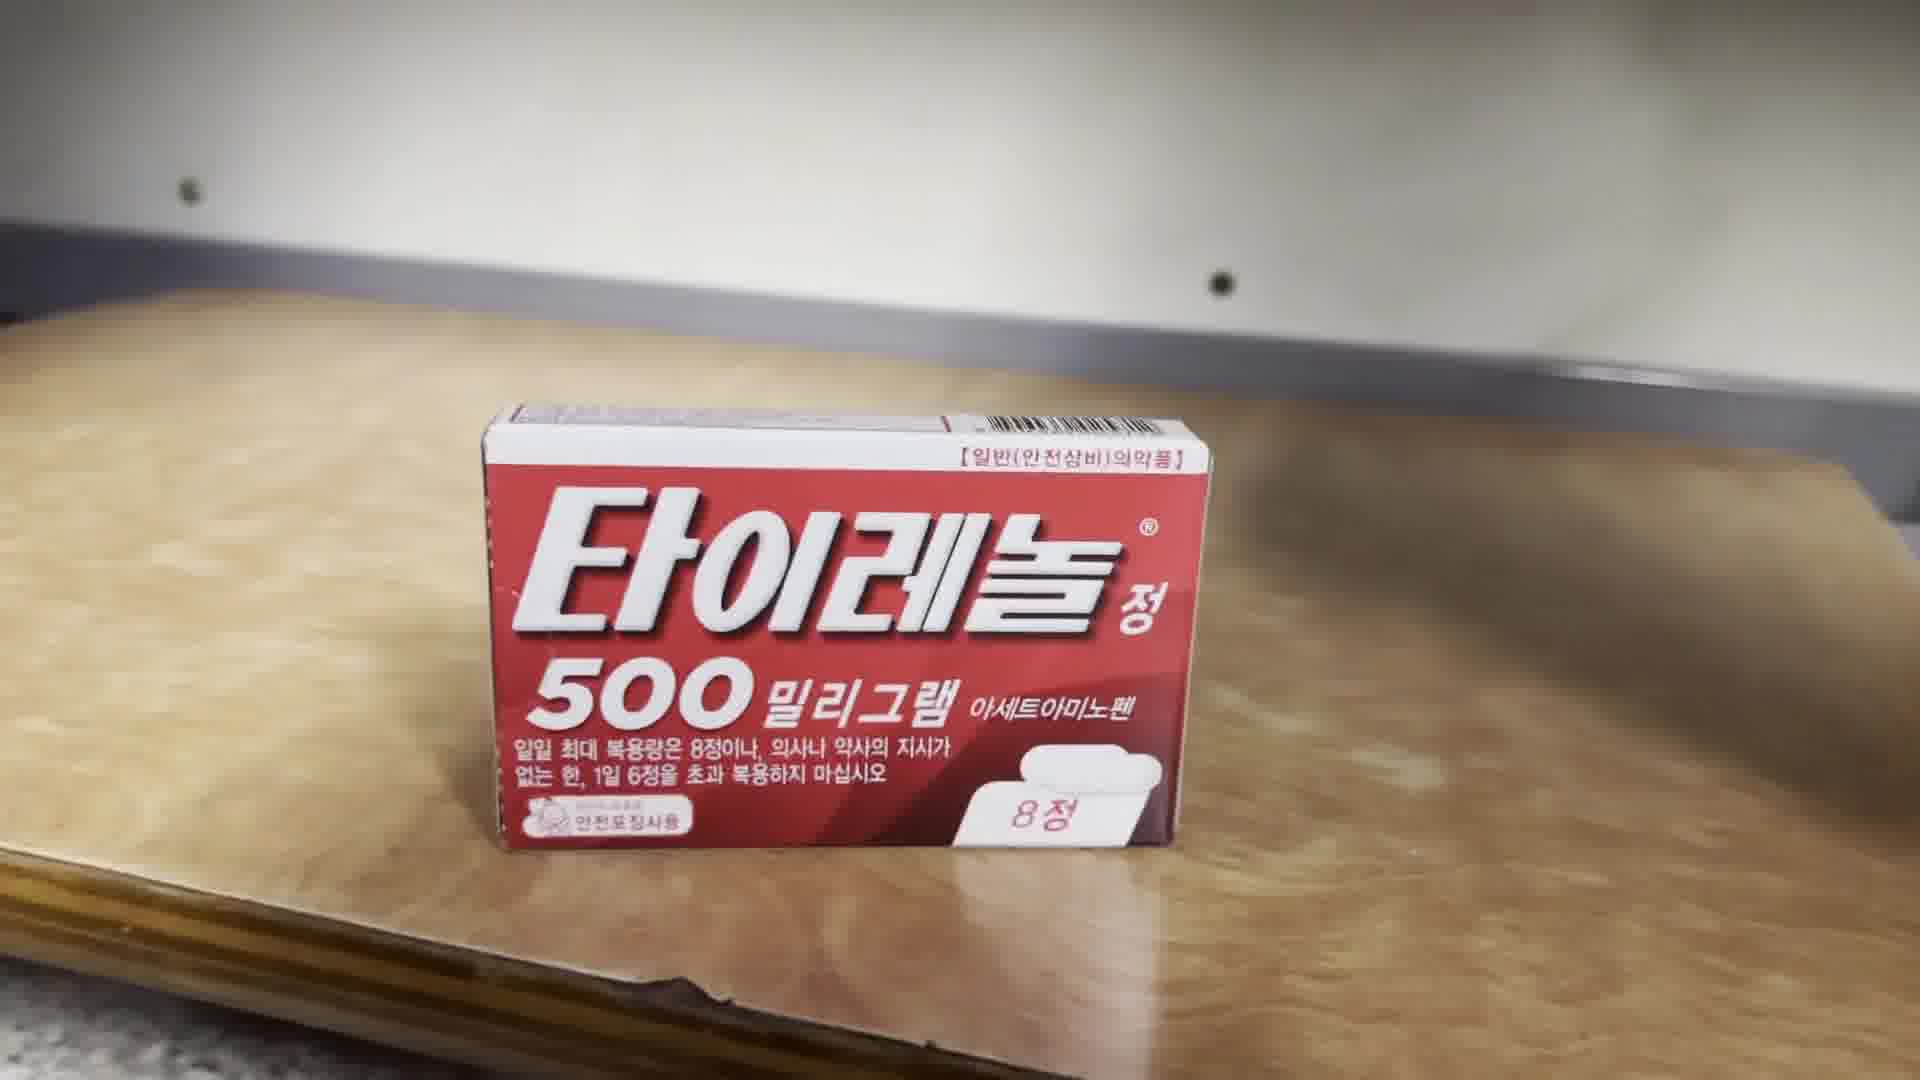 【일반(안전상비)의약품】
타이레놀®정
500 밀리그램 아세트아미노펜
일일 최대 복용량은 8정이나, 의사나 약사의 지시가
없는 한, 1일 6정을 초과 복용하지 마십시오
안전포장사용
8정